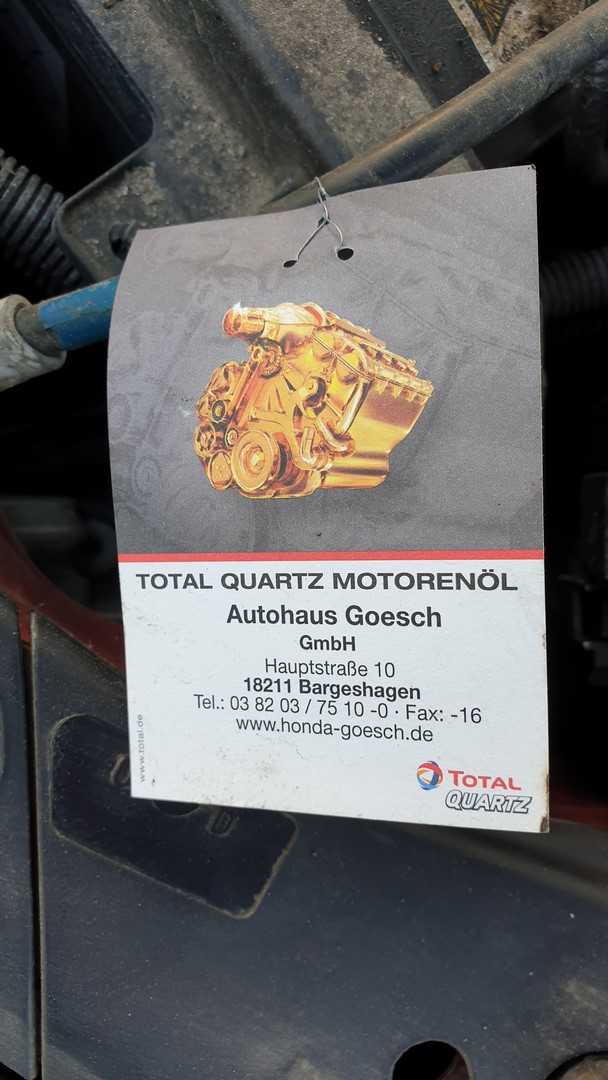 TOTAL QUARTZ MOTORENÖL
Autohaus Goesch
GmbH
Hauptstraße 10
18211 Bargeshagen
Tel.: 03 82 03 / 75 10 -0 · Fax: -16
www.honda-goesch.de
www.total.de
TOTAL
QUARTZ